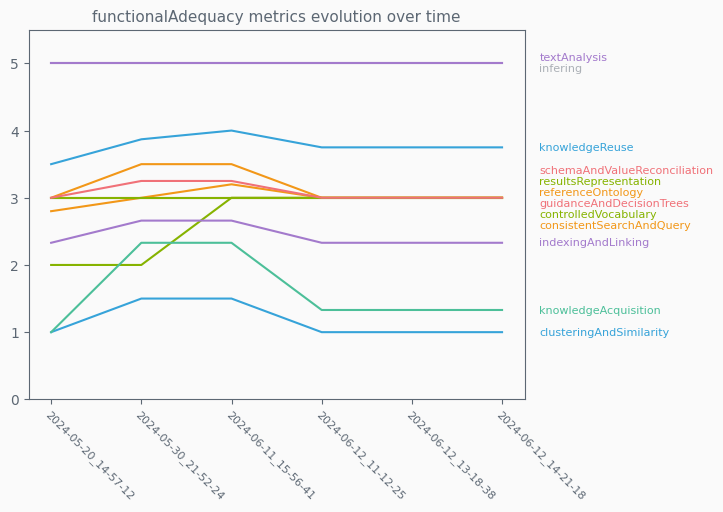 functionalAdequacy metrics evolution over time
5
4
3
2
1
0
textAnalysis
infering
knowledgeReuse
schemaAndValueReconciliation
resultsRepresentation
referenceOntology
guidanceAndDecisionTrees
controlledVocabulary
consistentSearchAndQuery
indexingAndLinking
knowledgeAcquisition
clusteringAndSimilarity
2024-05-20_14-57-12
2024-05-30_21-52-24
2024-06-11_15-56-41
2024-06-12_11-12-25
2024-06-12_13-18-38
2024-06-12_14-21-18